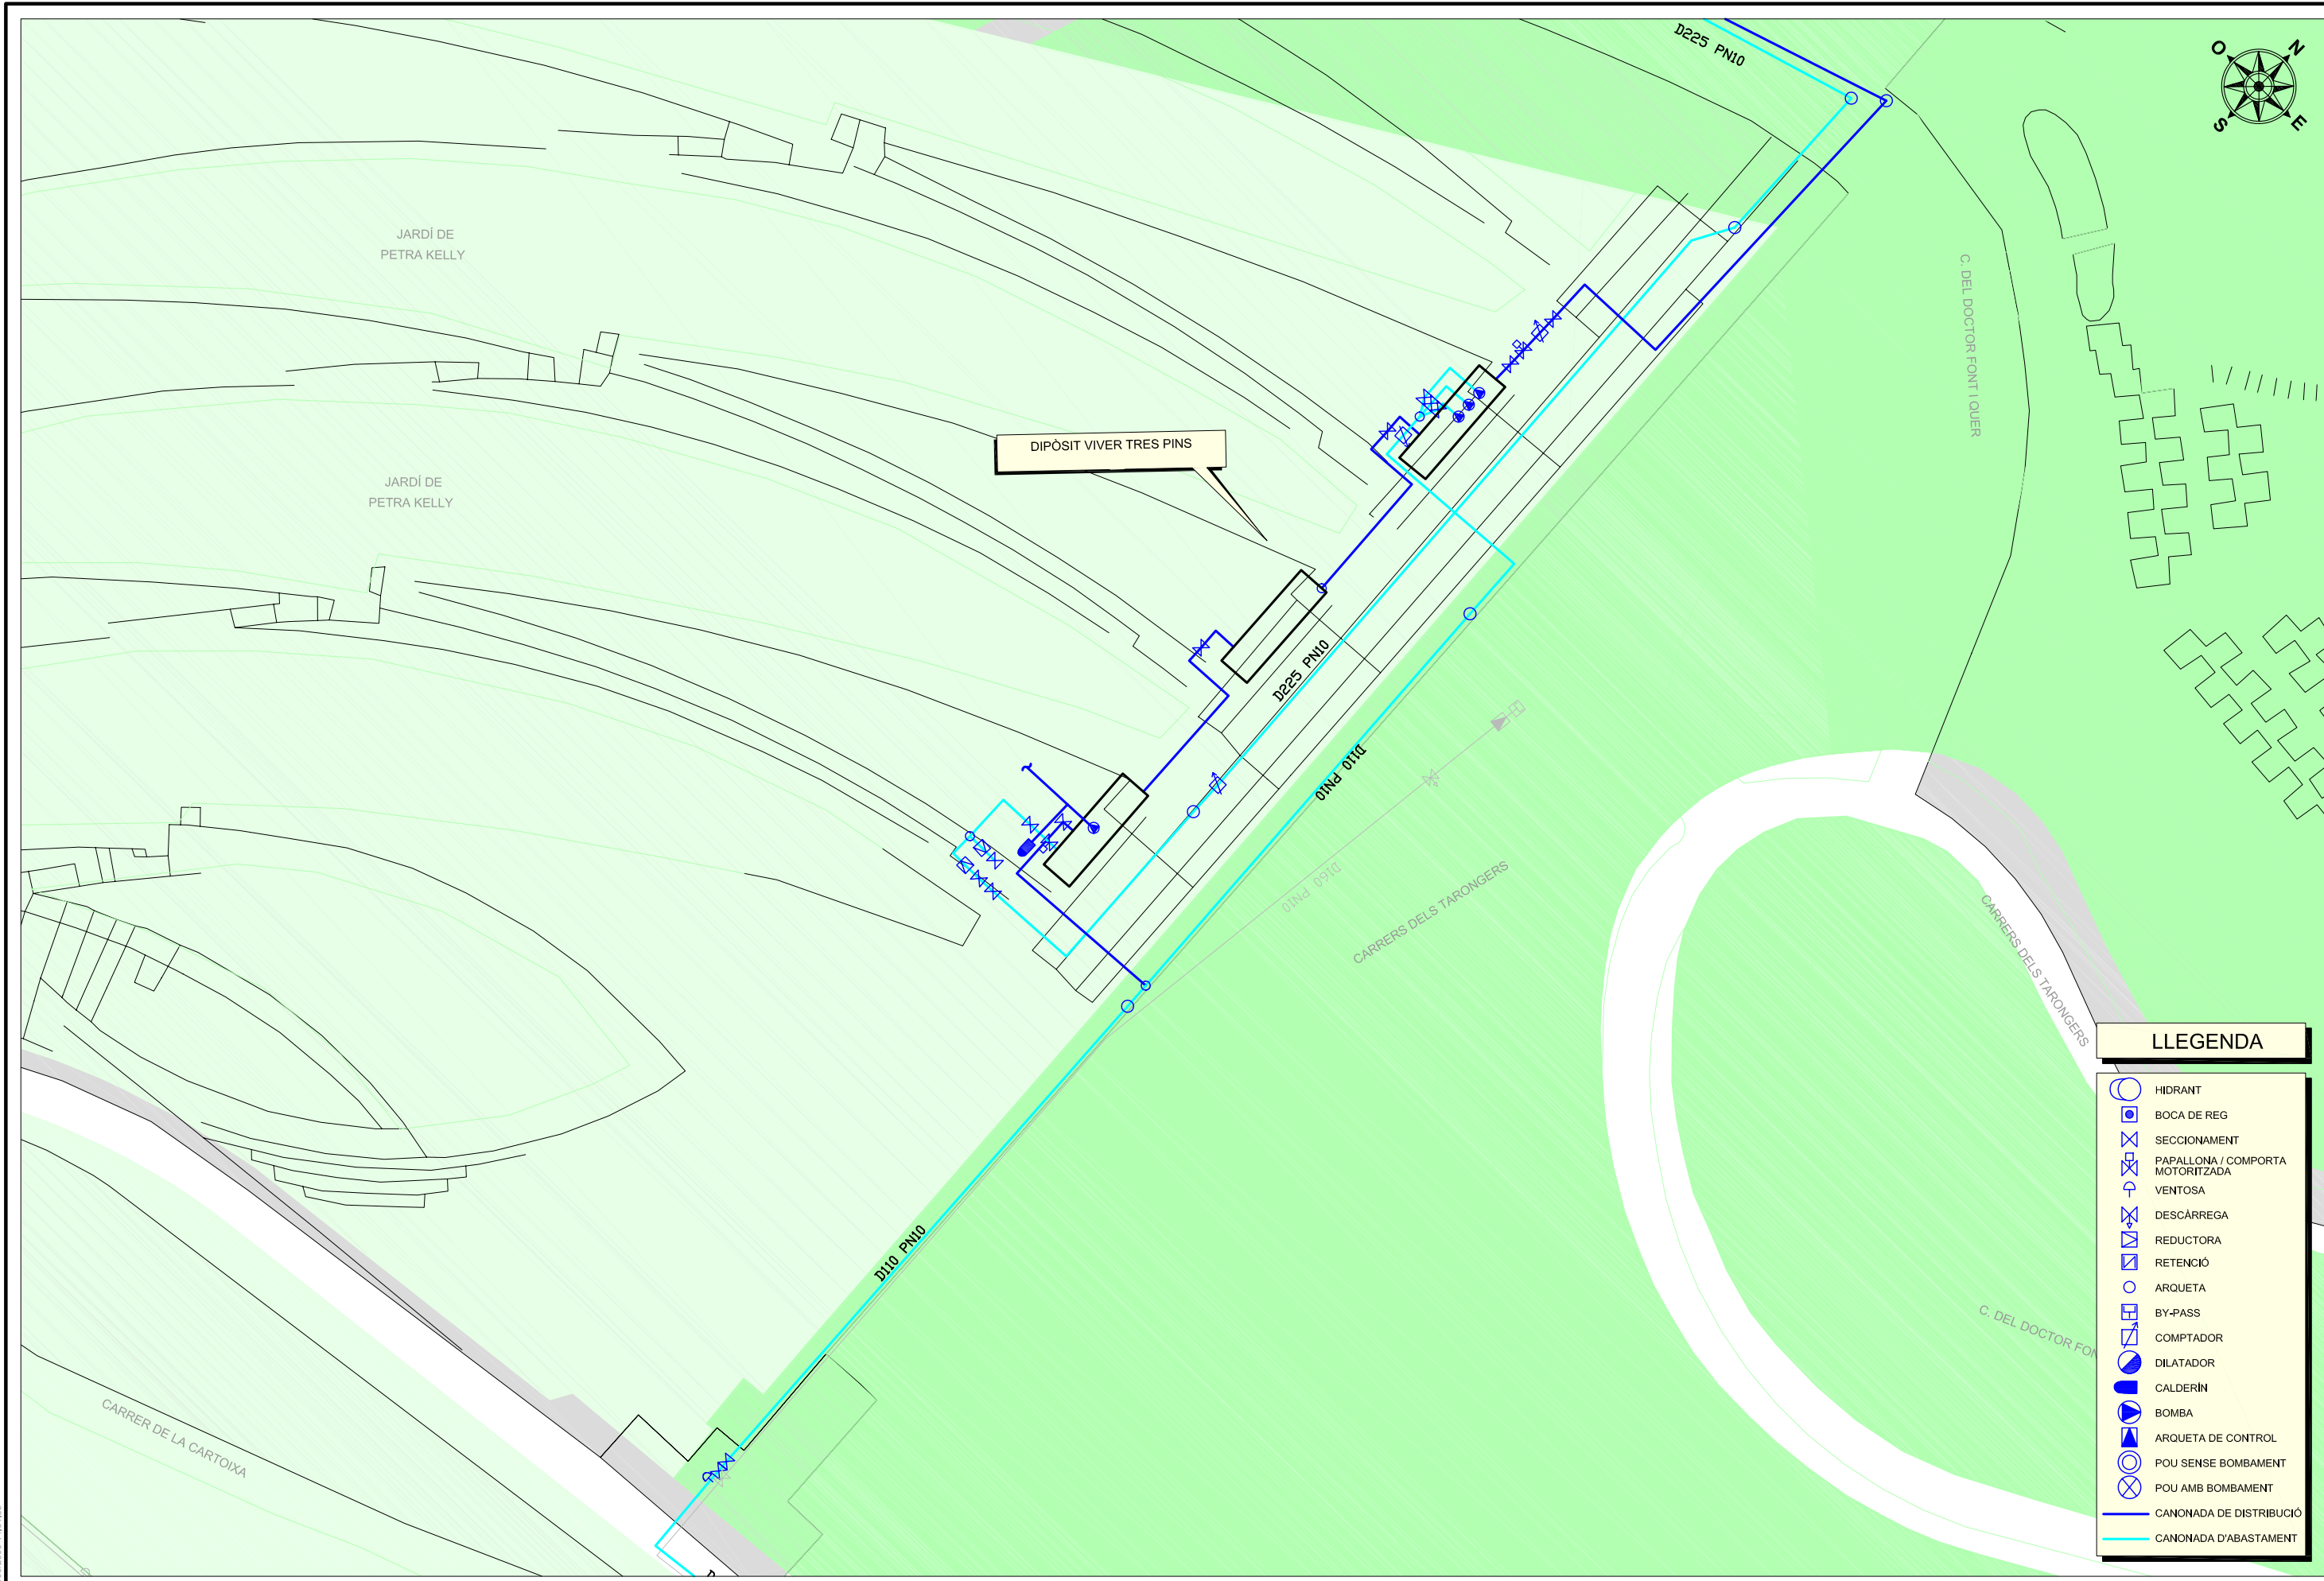 D225 PN10
O
N
S
E
JARDÍ DE
PETRA KELLY
C. DEL DOCTOR FONT I QUER
DIPÒSIT VIVER TRES PINS
JARDÍ DE
PETRA KELLY
D225 PN10
D110 PN10
D160 PN10
CARRERS DELS TARONGERS
CARRERS DELS TARONGERS
D110 PN10
C. DEL DOCTOR FON
CARRER DE LA CARTOIXA
LLEGENDA
HIDRANT
BOCA DE REG
SECCIONAMENT
PAPALLONA / COMPORTA
MOTORITZADA
VENTOSA
DESCÀRREGA
REDUCTORA
RETENCIÓ
ARQUETA
BY-PASS
COMPTADOR
DILATADOR
CALDERÍN
BOMBA
ARQUETA DE CONTROL
POU SENSE BOMBAMENT
POU AMB BOMBAMENT
CANONADA DE DISTRIBUCIÓ
CANONADA D'ABASTAMENT